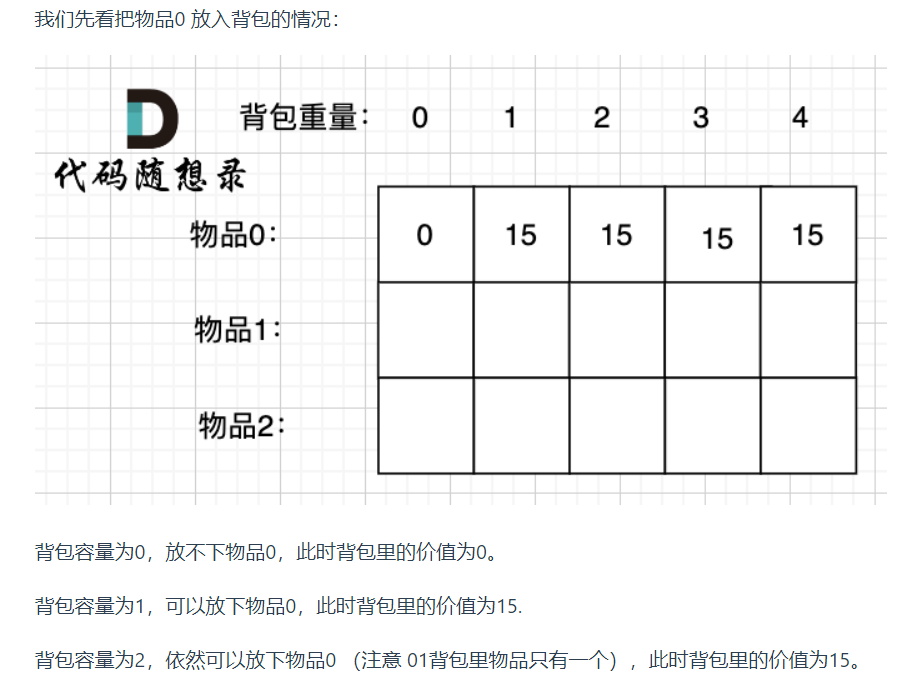 我们先看把物品0 放入背包的情况：
背包重量： 0 1 2 3 4
代码随想录
物品0： 0 15 15 15 15
物品1：
物品2：
背包容量为0，放不下物品0，此时背包里的价值为0。
背包容量为1，可以放下物品0，此时背包里的价值为15.
背包容量为2，依然可以放下物品0 （注意 01背包里物品只有一个），此时背包里的价值为15。